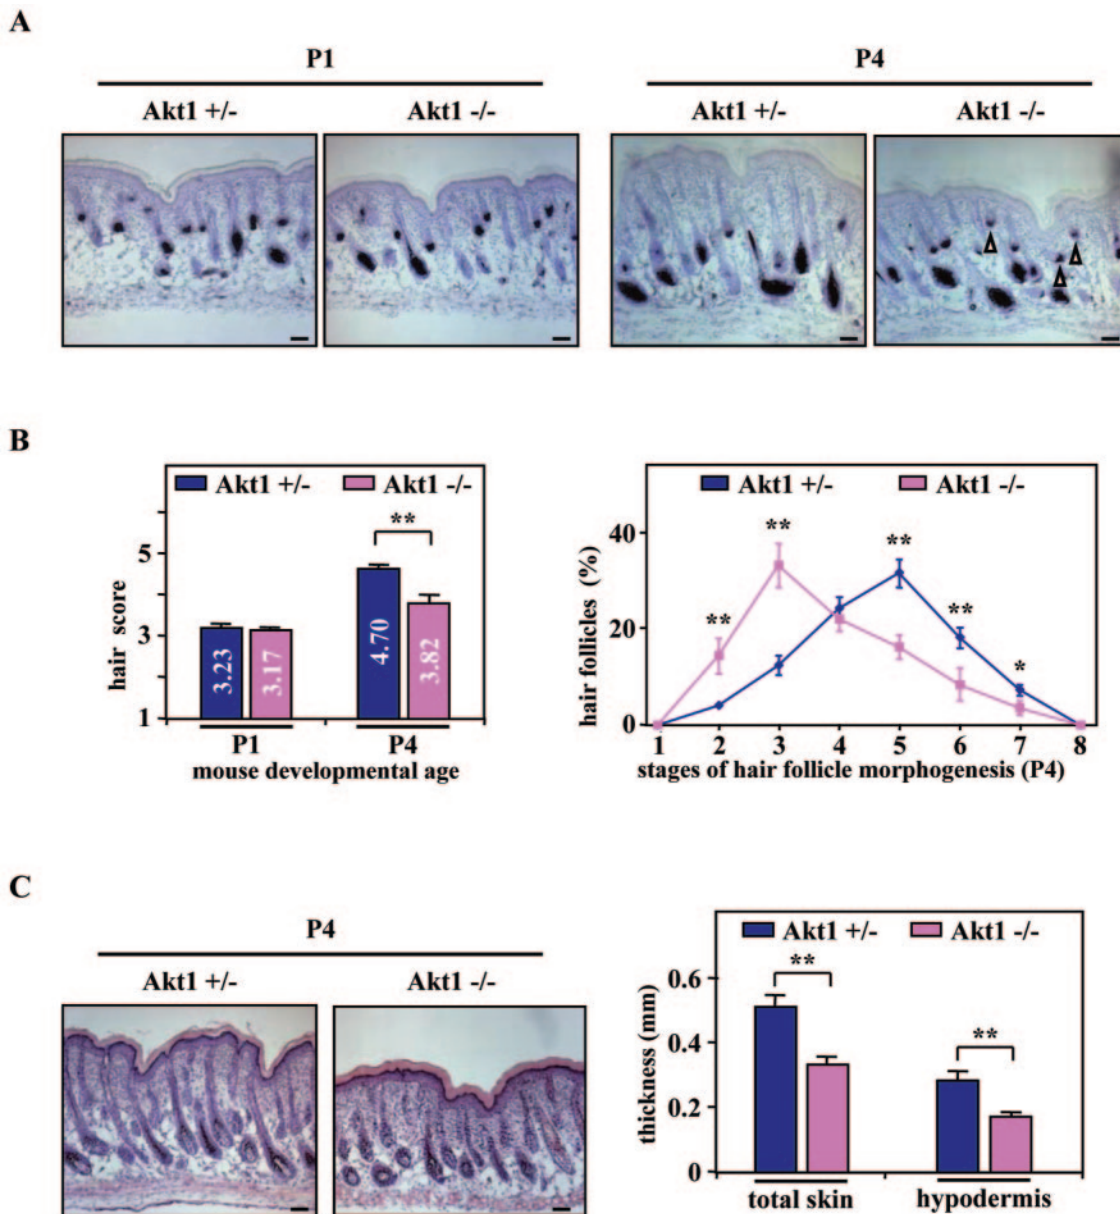 A
P1
P4
Akt1 +/-
Akt1 -/-
Akt1 +/-
Akt1 -/-
B
Akt1 +/-
Akt1 -/-
**
hair score
5
3
1
3.23
3.17
4.70
3.82
P1
P4
mouse developmental age
Akt1 +/-
Akt1 -/-
hair follicles (%)
40
20
0
**
**
**
**
*
1 2 3 4 5 6 7 8
stages of hair follicle morphogenesis (P4)
C
P4
Akt1 +/-
Akt1 -/-
Akt1 +/-
Akt1 -/-
thickness (mm)
0.6
0.4
0.2
0
**
**
total skin
hypodermis